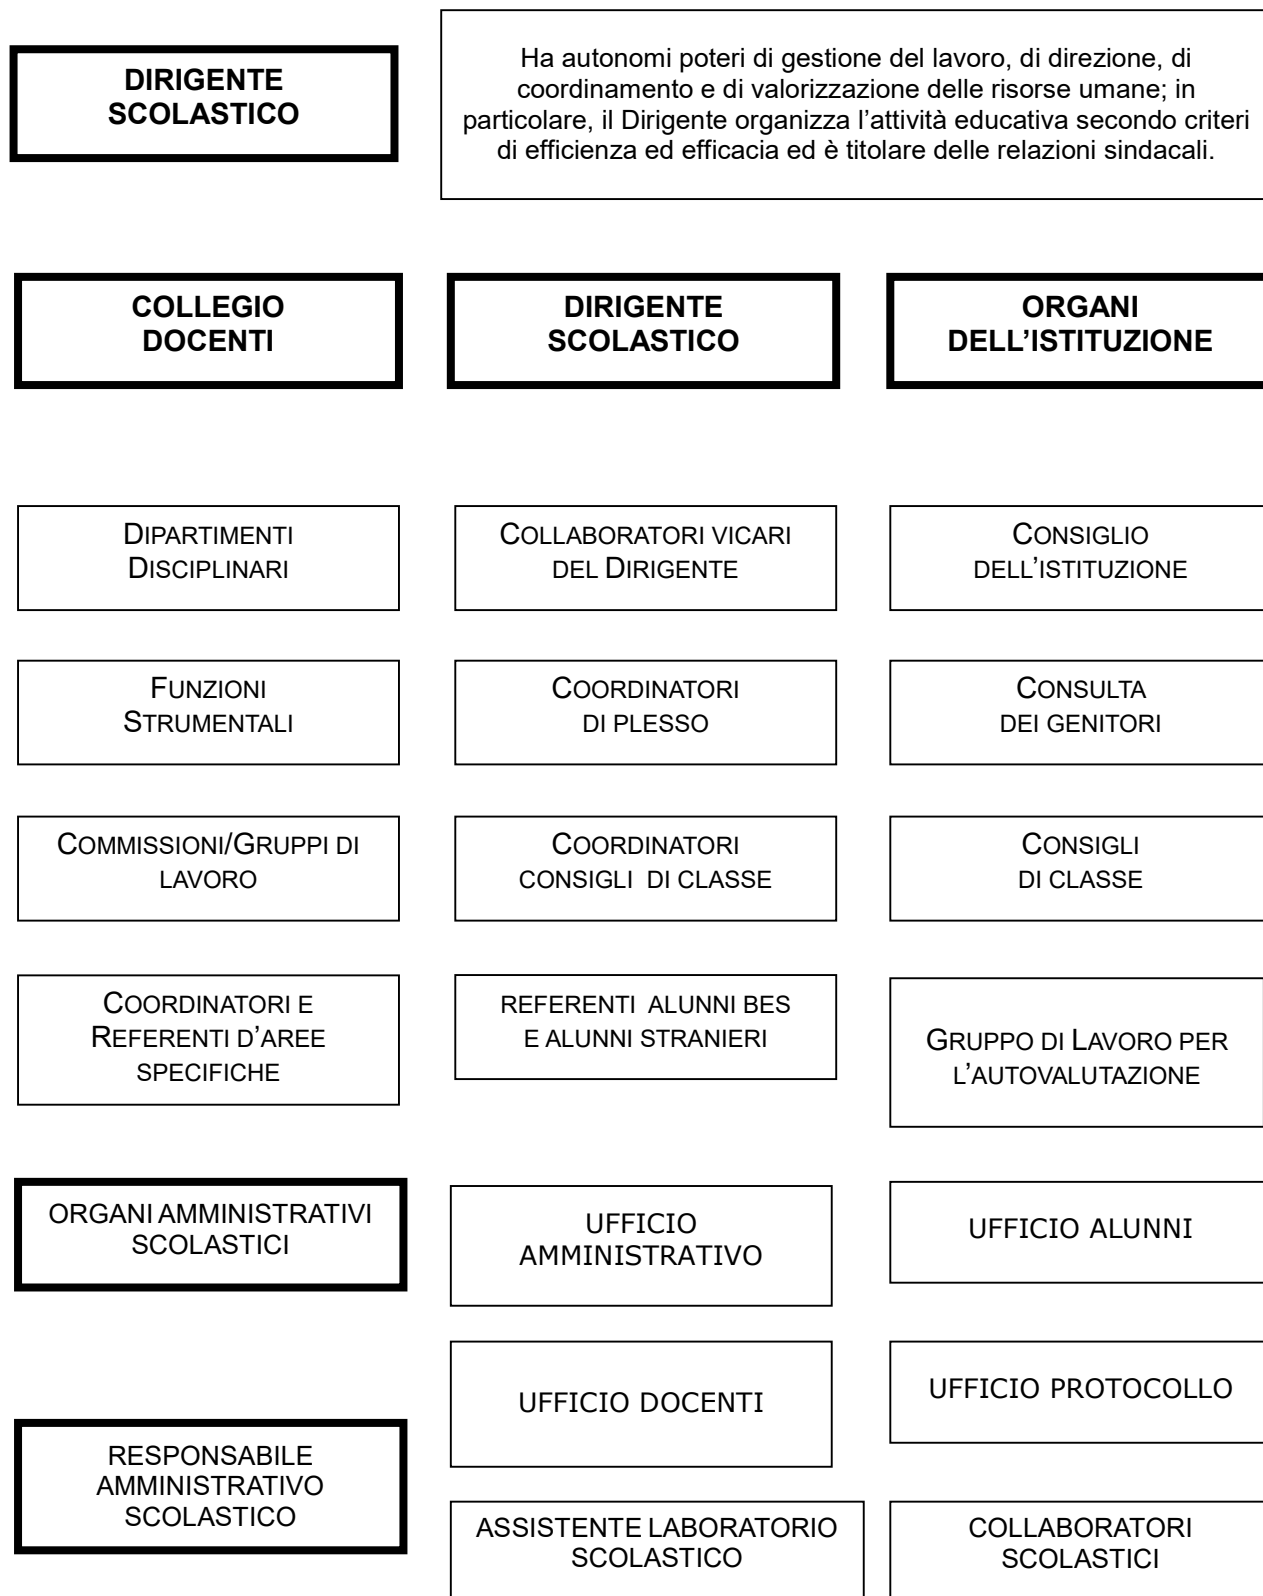 DIRIGENTE
SCOLASTICO
Ha autonomi poteri di gestione del lavoro, di direzione, di
coordinamento e di valorizzazione delle risorse umane; in
particolare, il Dirigente organizza l’attività educativa secondo criteri
di efficienza ed efficacia ed è titolare delle relazioni sindacali.
COLLEGIO
DOCENTI
DIRIGENTE
SCOLASTICO
ORGANI
DELL’ISTITUZIONE
DIPARTIMENTI
DISCIPLINARI
COLLABORATORI VICARI
DEL DIRIGENTE
CONSIGLIO
DELL’ISTITUZIONE
FUNZIONI
STRUMENTALI
COORDINATORI
DI PLESSO
CONSULTA
DEI GENITORI
COMMISSIONI/GRUPPI DI
LAVORO
COORDINATORI
CONSIGLI DI CLASSE
CONSIGLI
DI CLASSE
COORDINATORI E
REFERENTI D’AREE
SPECIFICHE
REFERENTI ALUNNI BES
E ALUNNI STRANIERI
GRUPPO DI LAVORO PER
L’AUTOVALUTAZIONE
ORGANI AMMINISTRATIVI
SCOLASTICI
UFFICIO
AMMINISTRATIVO
UFFICIO ALUNNI
UFFICIO DOCENTI
UFFICIO PROTOCOLLO
RESPONSABILE
AMMINISTRATIVO
SCOLASTICO
ASSISTENTE LABORATORIO
SCOLASTICO
COLLABORATORI
SCOLASTICI